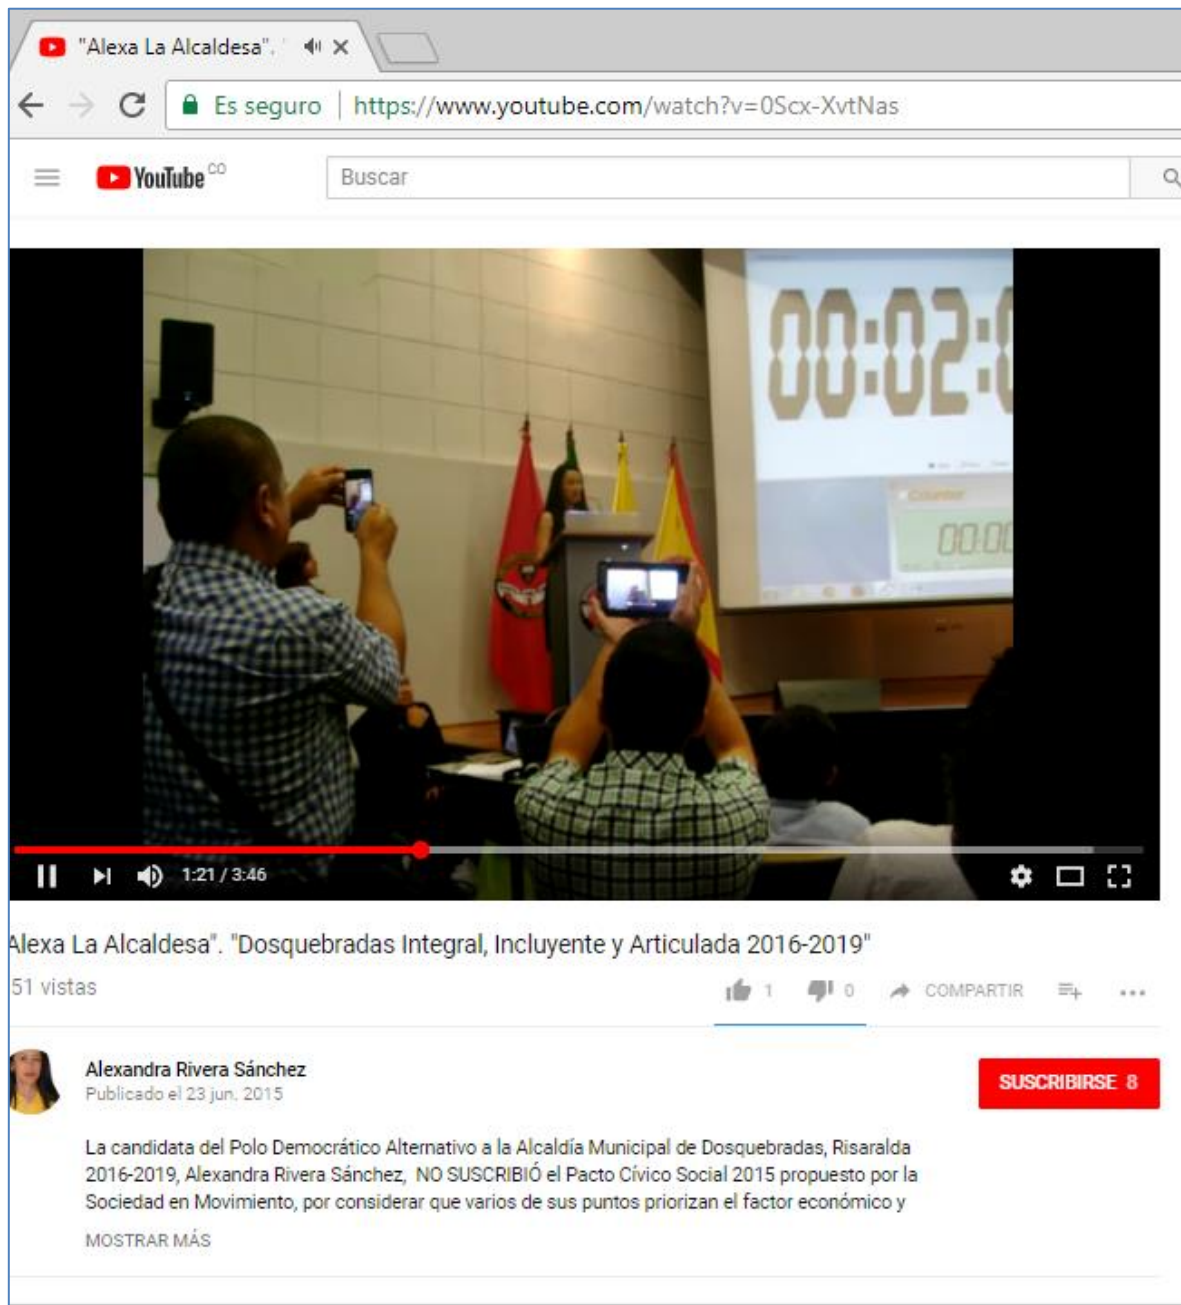 "Alexa La Alcaldesa".
Es seguro | https://www.youtube.com/watch?v=0Scx-XvtNas
YouTube CO
Buscar
00:02:
Counter
00:00
1:21 / 3:46
Alexa La Alcaldesa". "Dosquebradas Integral, Incluyente y Articulada 2016-2019"
51 vistas
1 0 COMPARTIR
Alexandra Rivera Sánchez
Publicado el 23 jun. 2015
SUSCRIBIRSE 8
La candidata del Polo Democrático Alternativo a la Alcaldía Municipal de Dosquebradas, Risaralda
2016-2019, Alexandra Rivera Sánchez, NO SUSCRIBIÓ el Pacto Cívico Social 2015 propuesto por la
Sociedad en Movimiento, por considerar que varios de sus puntos priorizan el factor económico y
MOSTRAR MÁS